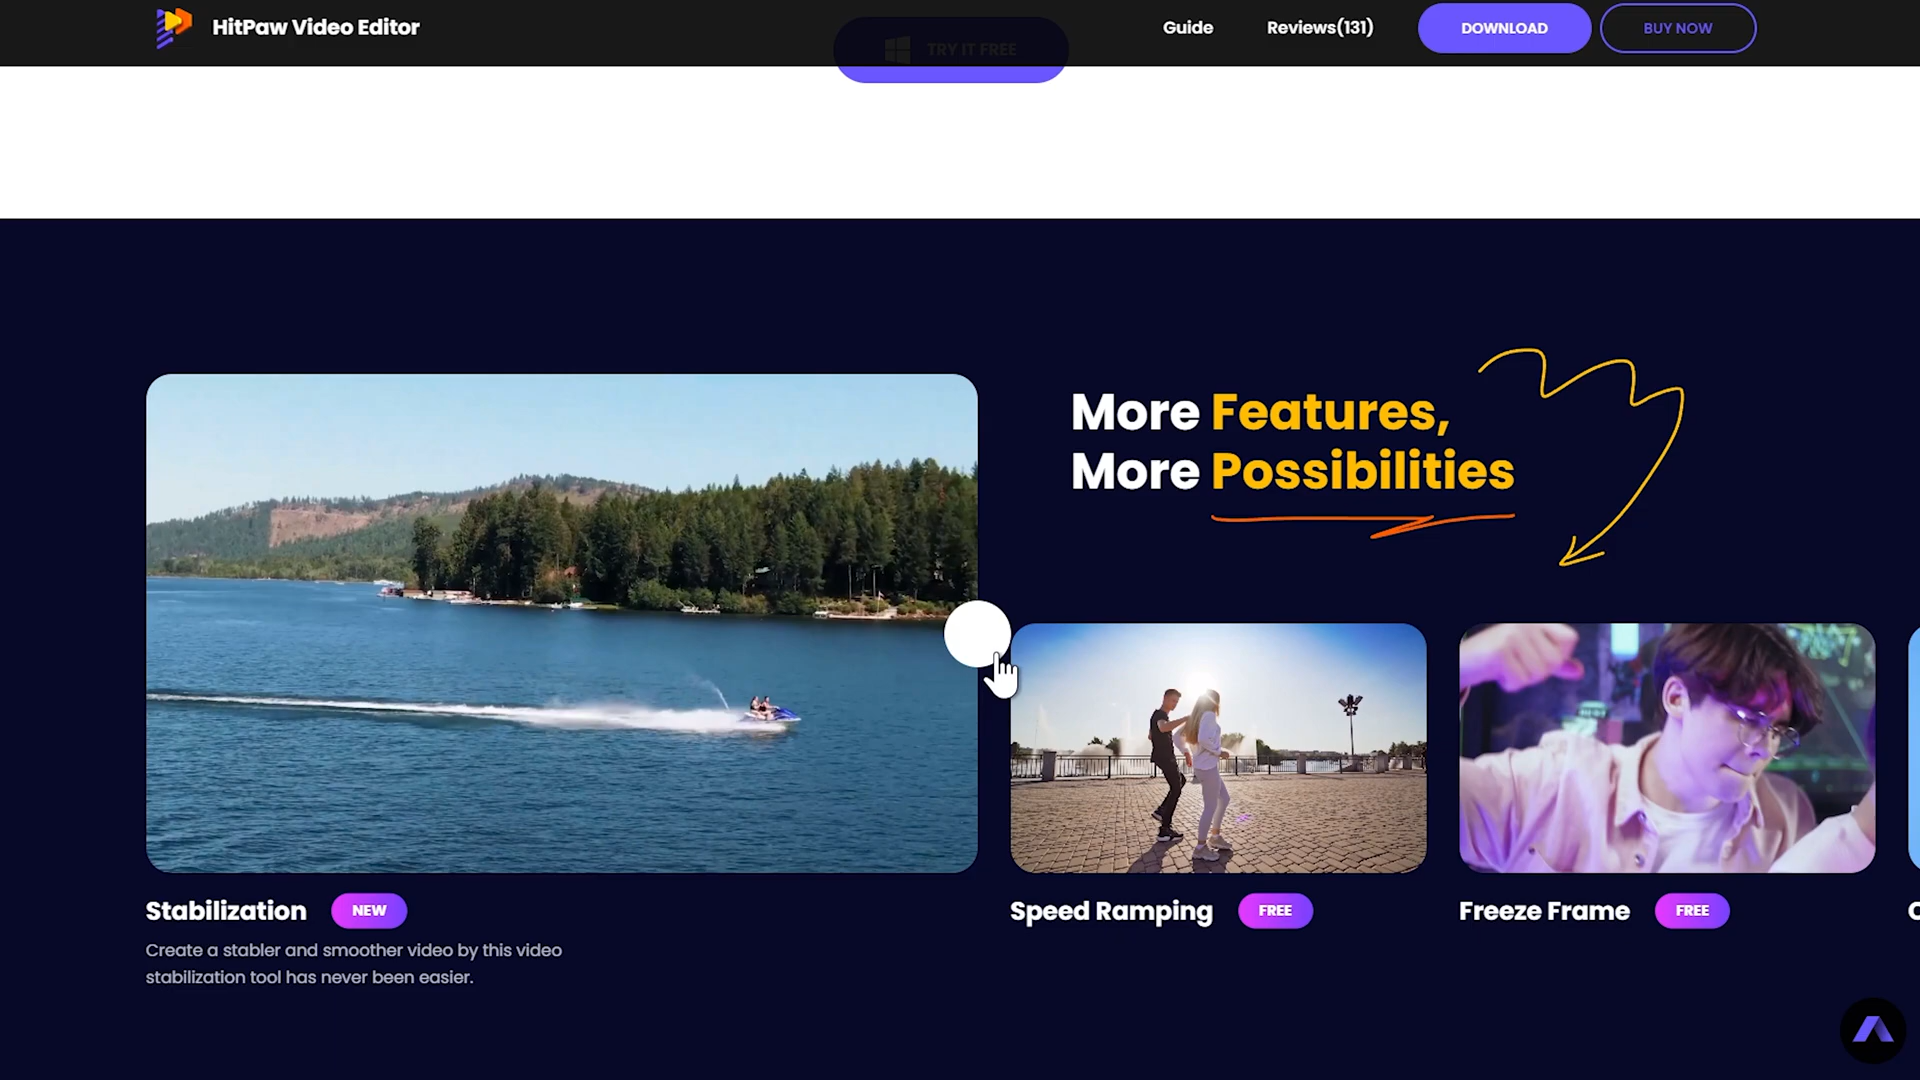 HitPaw Video Editor
Guide
Reviews(131)
DOWNLOAD
BUY NOW
TRY IT FREE
More Features,
More Possibilities
Stabilization
NEW
Create a stabler and smoother video by this video
stabilization tool has never been easier.
Speed Ramping
FREE
Freeze Frame
FREE